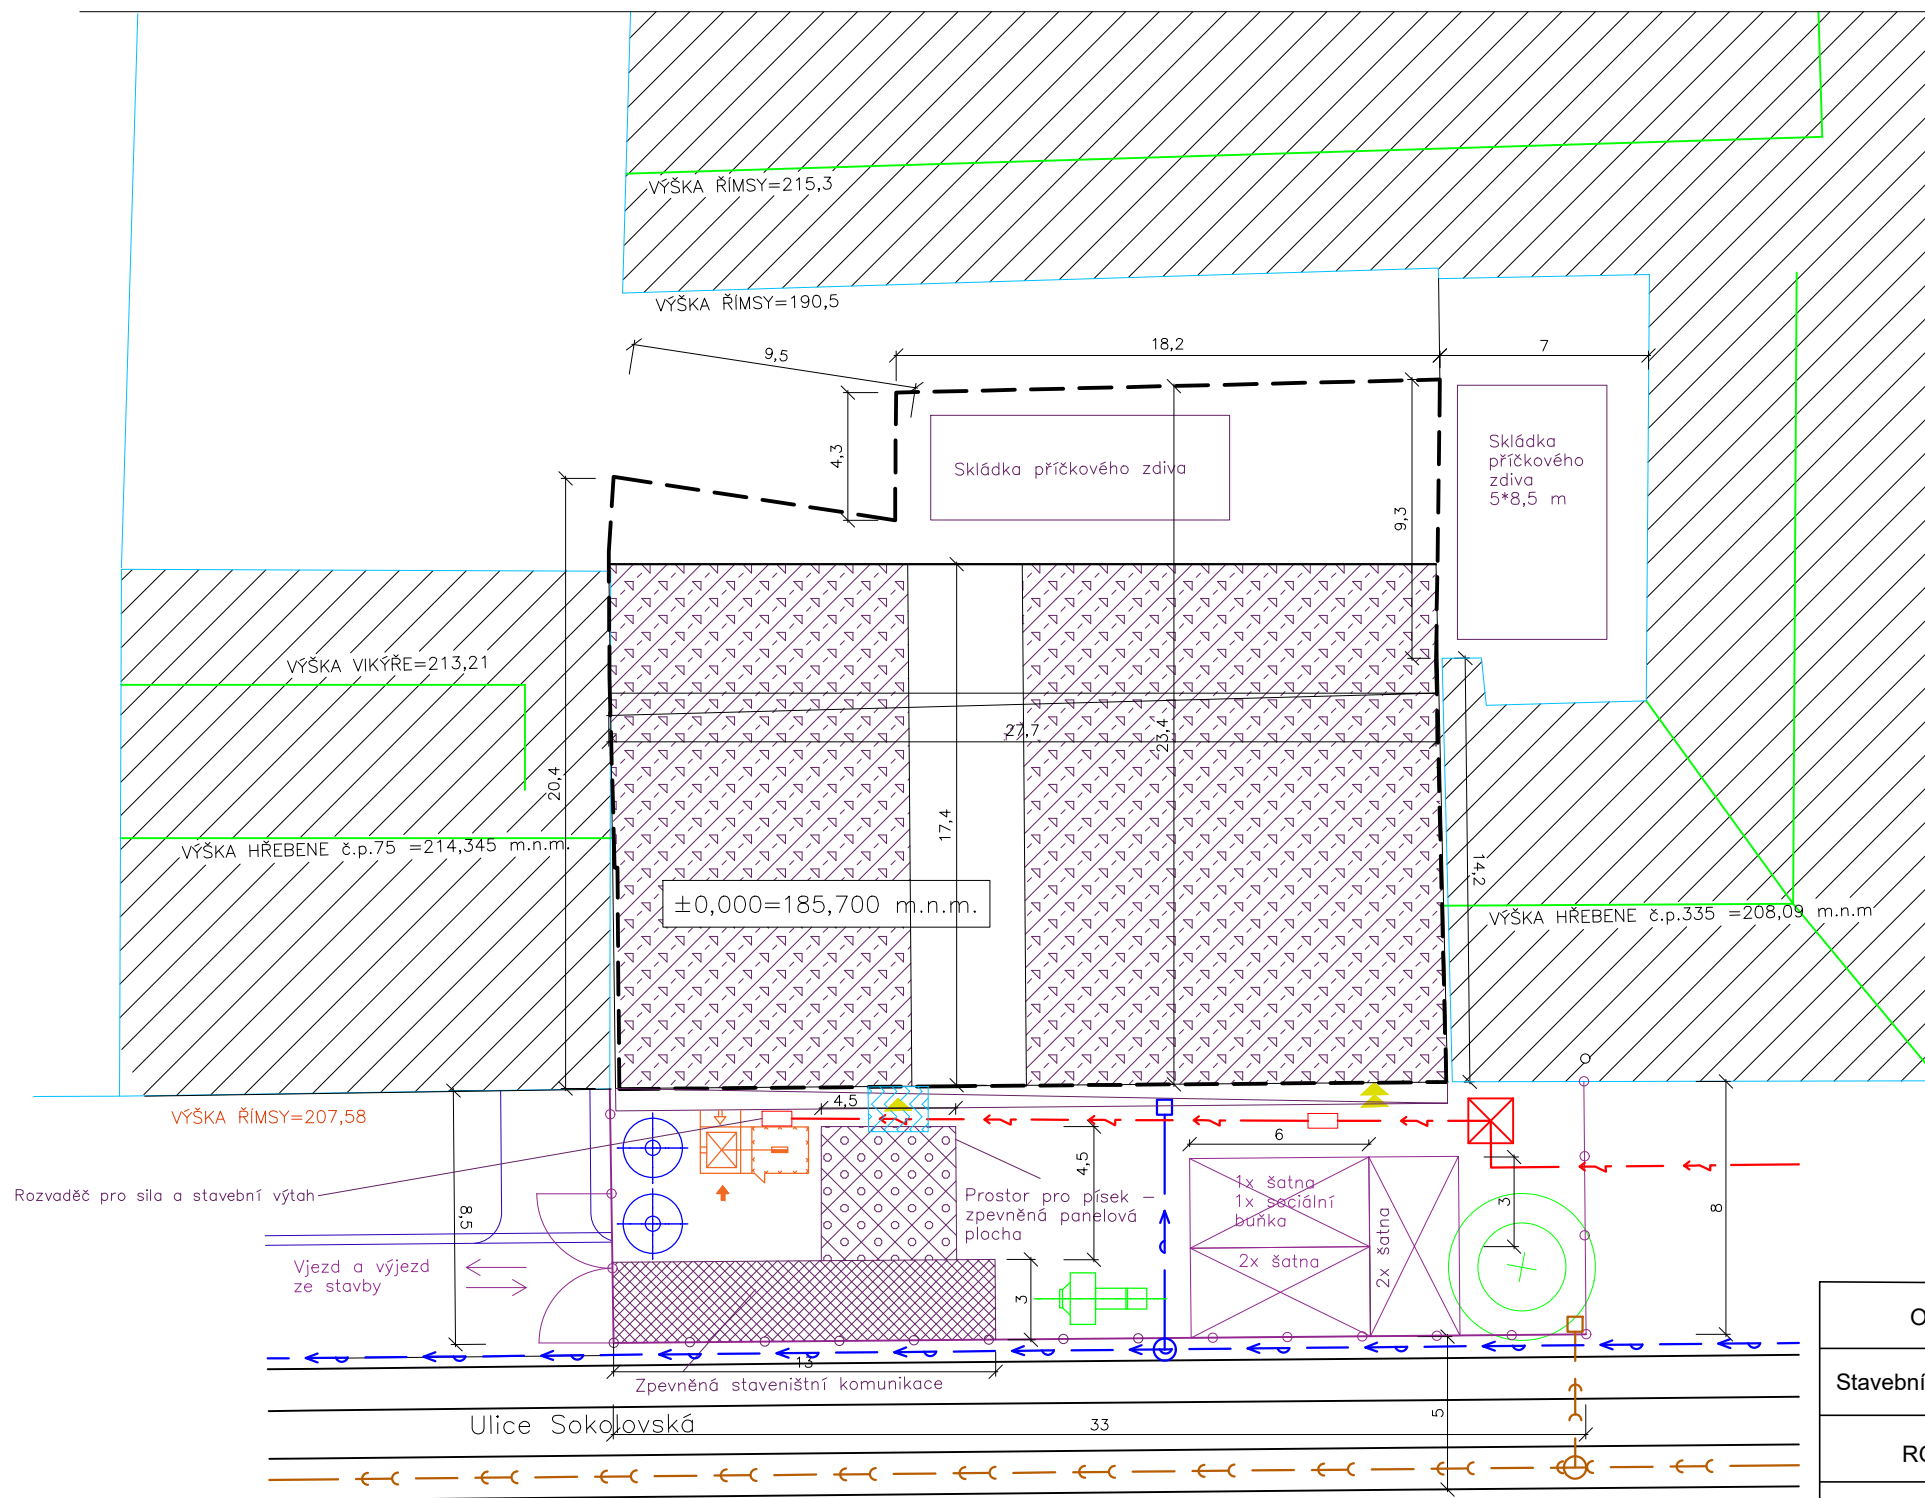 VÝŠKA ŘÍMSY=215,3
VÝŠKA ŘÍMSY=190,5
9,5
18,2
7
4,3
Skládka příčkového zdiva
9,3
Skládka
příčkového
zdiva
5*8,5 m
VÝŠKA VIKÝŘE=213,21
27,7
23,4
20,4
17,4
VÝŠKA HŘEBENE č.p.75 =214,345 m.n.m.
14,2
±0,000=185,700 m.n.m.
VÝŠKA HŘEBENE č.p.335 =208,09 m.n.m
VÝŠKA ŘÍMSY=207,58
4,5
6
4,5
Rozvaděč pro sila a stavební výtah
Prostor pro písek –
zpevněná panelová
plocha
1x šatna
1x sociální
buňka
2x šatna
2x šatna
3
8
8,5
Vjezd a výjezd
ze stavby
3
13
Zpevněná staveništní komunikace
Ulice Sokolovská
33
5
Stavební